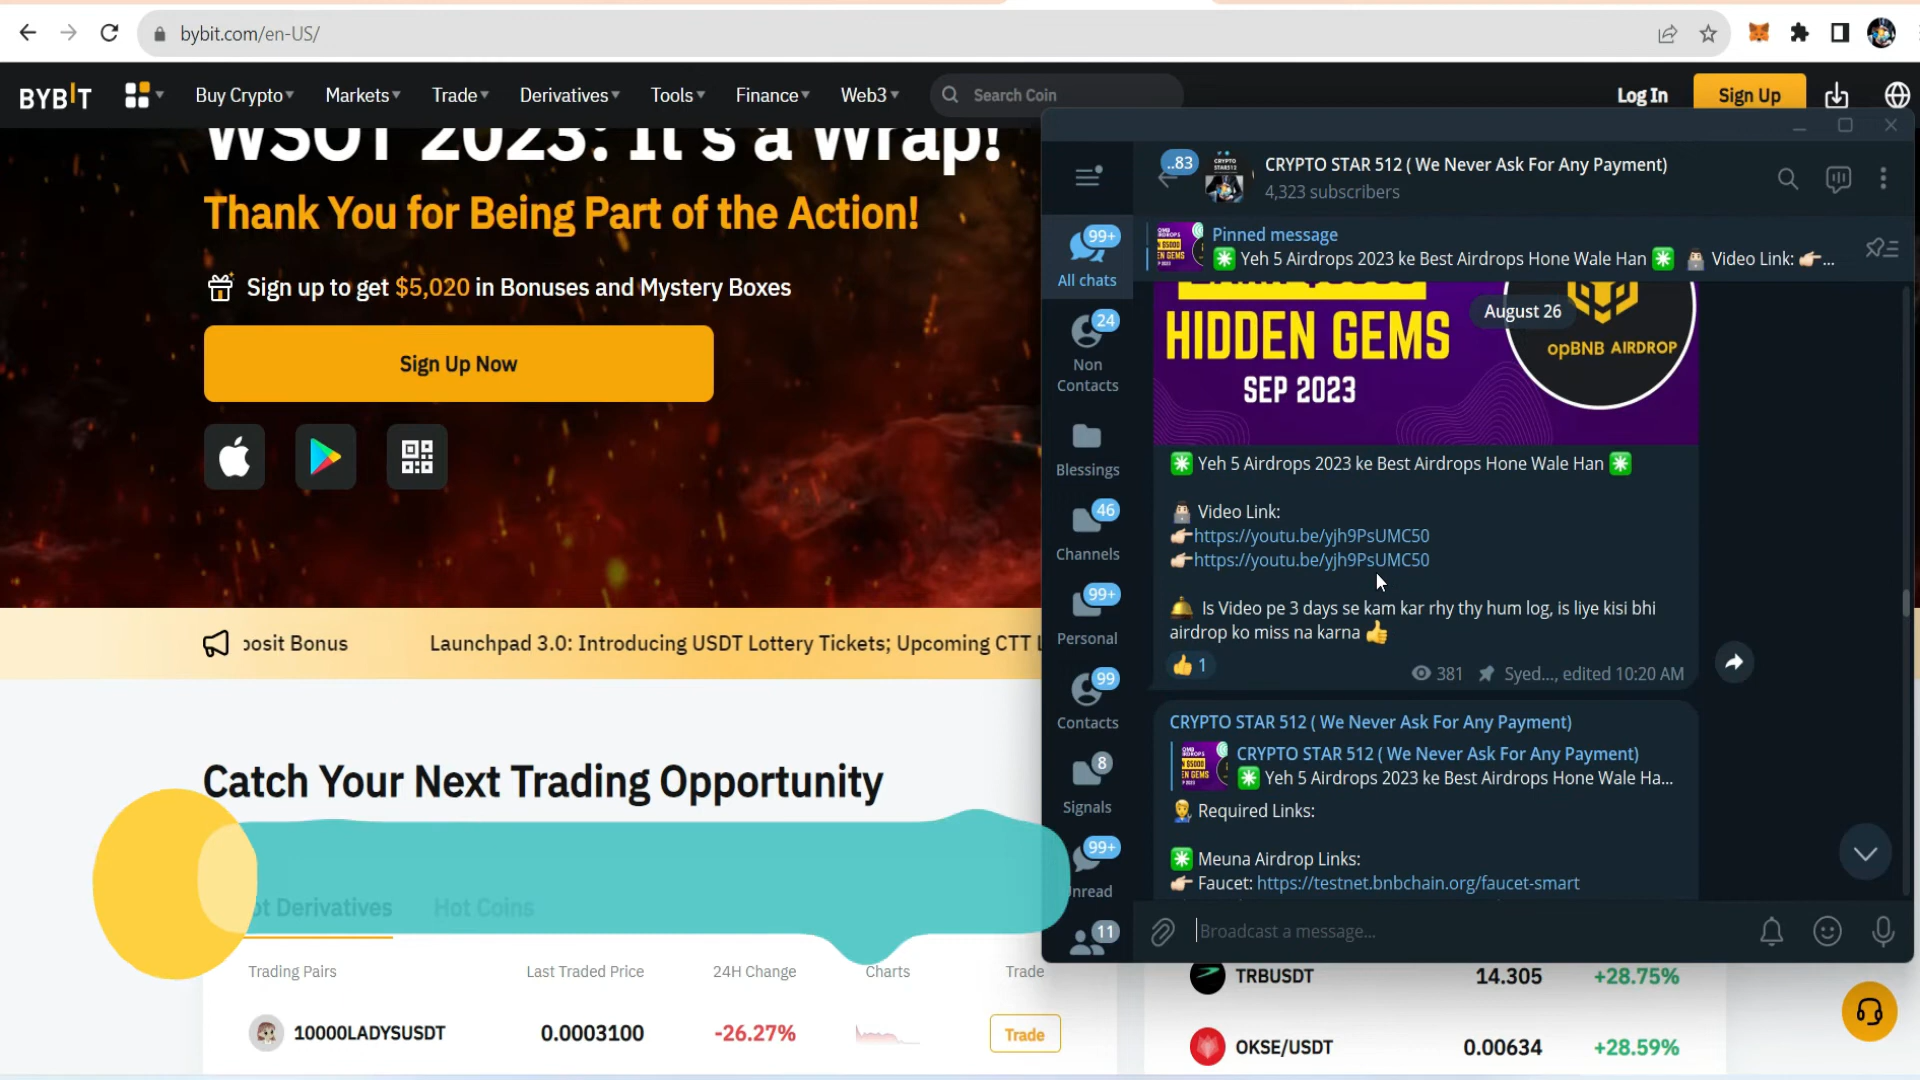 bybit.com/en-US/
BYBIT
Buy Crypto
Markets
Trade
Derivatives
Tools
Finance
Web3
Search Coin
Log In
Sign Up
WSOT 2023: It's a Wrap!
Thank You for Being Part of the Action!
Sign up to get $5,020 in Bonuses and Mystery Boxes
Sign Up Now
posit Bonus
Launchpad 3.0: Introducing USDT Lottery Tickets; Upcoming CTT L
Catch Your Next Trading Opportunity
ot Derivatives
Hot Coins
Trading Pairs
Last Traded Price
24H Change
Charts
Trade
10000LADYSUSDT
0.0003100
-26.27%
Trade
..83
CRYPTO STAR 512 ( We Never Ask For Any Payment)
4,323 subscribers
99+
All chats
24
Non
Contacts
Blessings
46
Channels
99+
Personal
99
Contacts
8
Signals
99+
nread
11
Pinned message
✳️ Yeh 5 Airdrops 2023 ke Best Airdrops Hone Wale Han ✳️ 👨🏻‍💻 Video Link: 👉🏻...
August 26
HIDDEN GEMS
SEP 2023
opBNB AIRDROP
✳️ Yeh 5 Airdrops 2023 ke Best Airdrops Hone Wale Han ✳️
👨🏻‍💻 Video Link:
👉🏻https://youtu.be/yjh9PsUMC50
👉🏻https://youtu.be/yjh9PsUMC50
🛎 Is Video pe 3 days se kam kar rhy thy hum log, is liye kisi bhi
airdrop ko miss na karna 👍
👍 1
381
Syed..., edited 10:20 AM
CRYPTO STAR 512 ( We Never Ask For Any Payment)
CRYPTO STAR 512 ( We Never Ask For Any Payment)
✳️ Yeh 5 Airdrops 2023 ke Best Airdrops Hone Wale Ha...
Required Links:
✳️ Meuna Airdrop Links:
👉🏻 Faucet: https://testnet.bnbchain.org/faucet-smart
Broadcast a message...
TRBUSDT
14.305
+28.75%
OKSE/USDT
0.00634
+28.59%